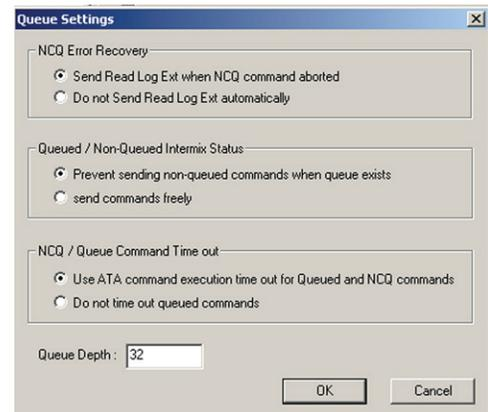 Queue Settings
NCQ Error Recovery
Send Read Log Ext when NCQ command aborted
Do not Send Read Log Ext automatically
Queued / Non-Queued Intermix Status
Prevent sending non-queued commands when queue exists
send commands freely
NCQ / Queue Command Time out
Use ATA command execution time out for Queued and NCQ commands
Do not time out queued commands
Queue Depth : 32
OK Cancel